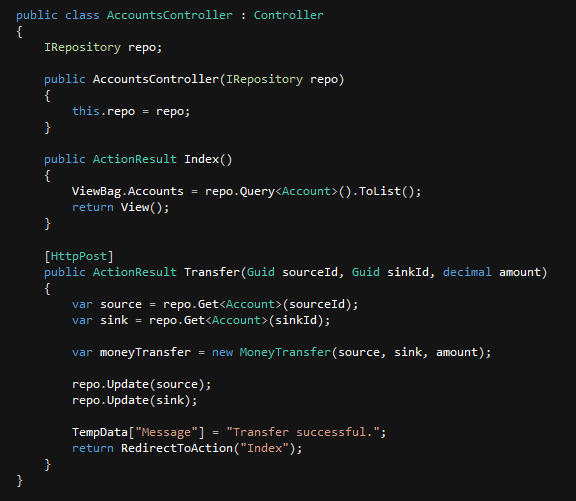 public class AccountsController : Controller
{
    IRepository repo;

    public AccountsController(IRepository repo)
    {
        this.repo = repo;
    }

    public ActionResult Index()
    {
        ViewBag.Accounts = repo.Query<Account>().ToList();
        return View();
    }

    [HttpPost]
    public ActionResult Transfer(Guid sourceId, Guid sinkId, decimal amount)
    {
        var source = repo.Get<Account>(sourceId);
        var sink = repo.Get<Account>(sinkId);

        var moneyTransfer = new MoneyTransfer(source, sink, amount);

        repo.Update(source);
        repo.Update(sink);

        TempData["Message"] = "Transfer successful.";
        return RedirectToAction("Index");
    }
}